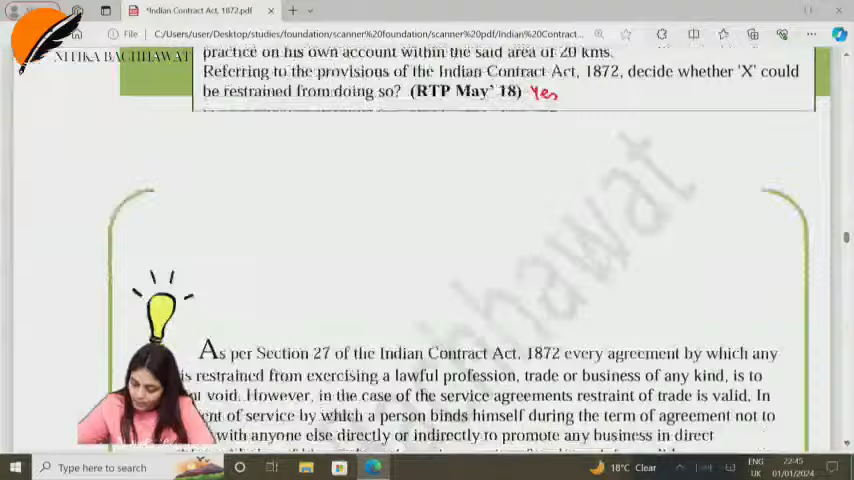 *Indian Contract Act, 1872.pdf
File
C:/Users/user/Desktop/studies/foundation/scanner%20foundation/scanner%20pdf/Indian%20Contract...
NITIKA BACHHAWAT
practice on his own account within the said area of 20 kms.
Referring to the provisions of the Indian Contract Act, 1872, decide whether 'X' could
be restrained from doing so? (RTP May' 18) Yes
As per Section 27 of the Indian Contract Act, 1872 every agreement by which any
is restrained from exercising a lawful profession, trade or business of any kind, is to
void. However, in the case of the service agreements restraint of trade is valid. In
of service by which a person binds himself during the term of agreement not to
with anyone else directly or indirectly to promote any business in direct
Type here to search
18°C Clear
ENG
UK
22:45
01/01/2024